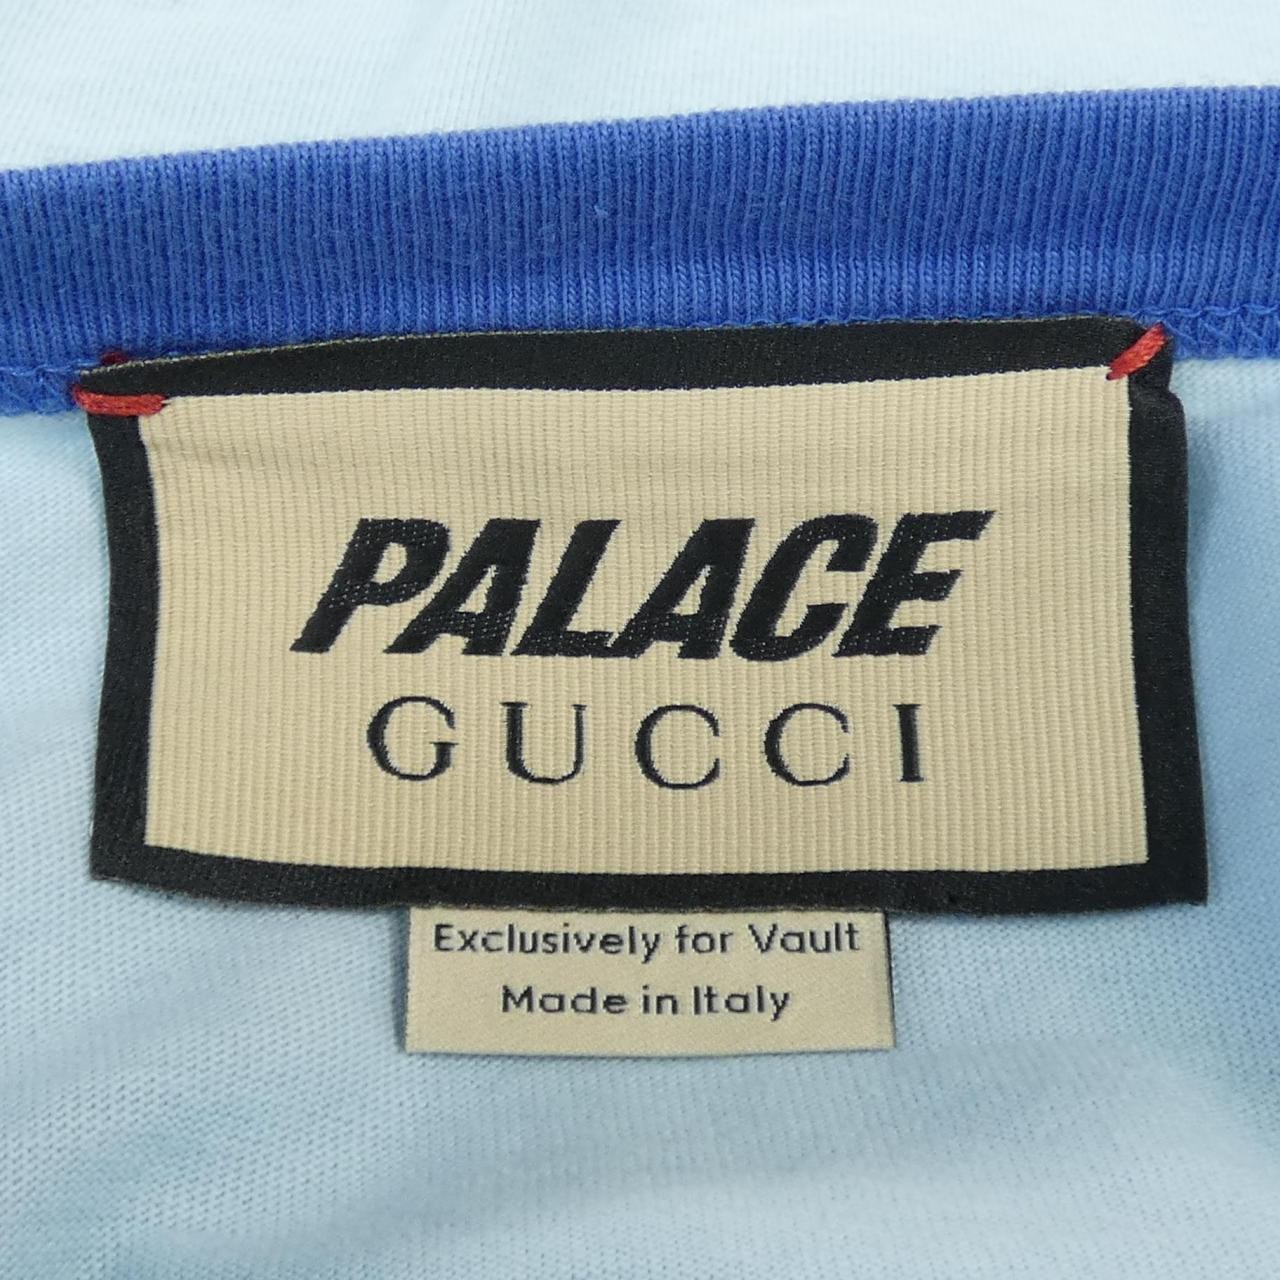 PALACE
GUCCI
Exclusively for Vault
Made in Italy